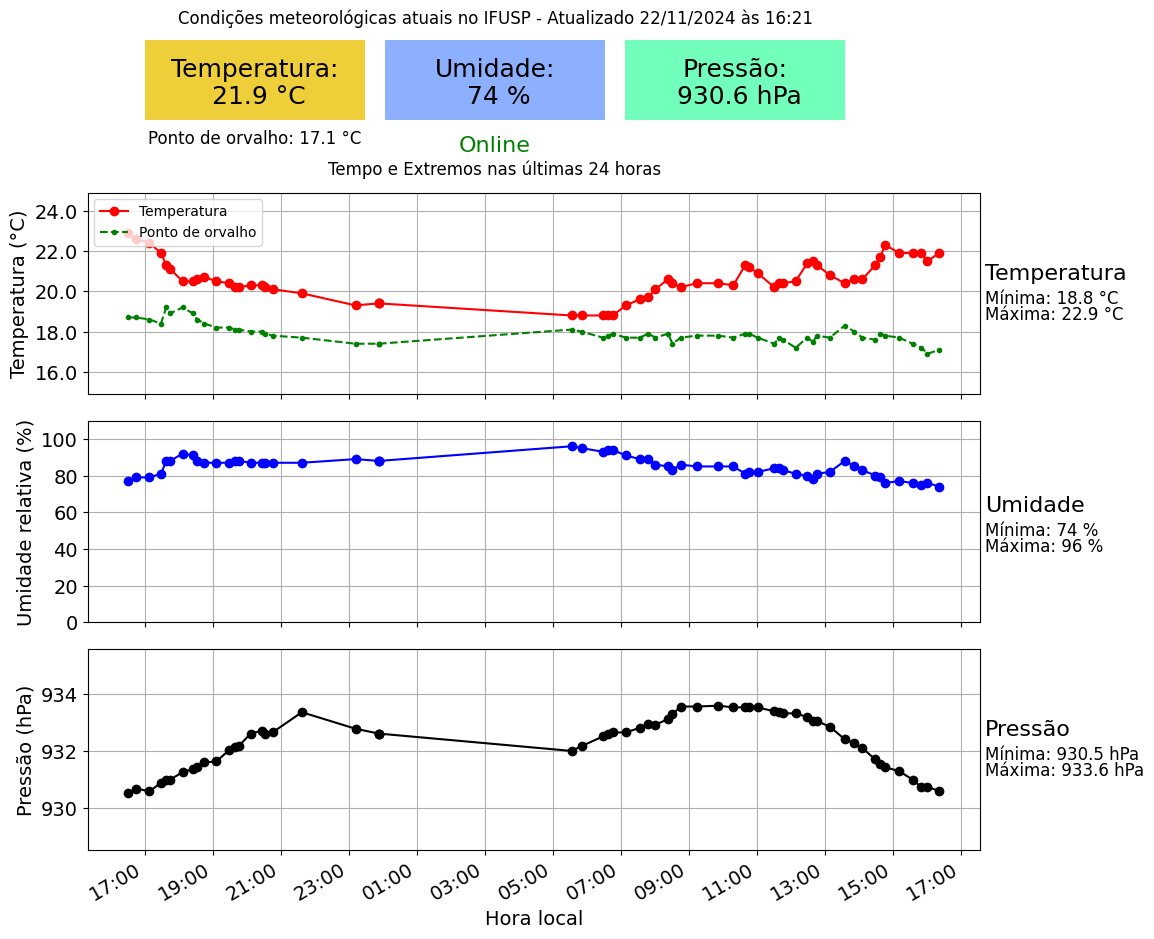 Condições meteorológicas atuais no IFUSP - Atualizado 22/11/2024 às 16:21
Temperatura:
21.9 °C
Umidade:
74 %
Pressão:
930.6 hPa
Ponto de orvalho: 17.1 °C
Online
Tempo e Extremos nas últimas 24 horas
Temperatura (°C)
24.0
22.0
20.0
18.0
16.0
Temperatura
Ponto de orvalho
Temperatura
Mínima: 18.8 °C
Máxima: 22.9 °C
Umidade relativa (%)
100
80
60
40
20
0
Umidade
Mínima: 74 %
Máxima: 96 %
Pressão (hPa)
934
932
930
Pressão
Mínima: 930.5 hPa
Máxima: 933.6 hPa
17:00 19:00 21:00 23:00 01:00 03:00 05:00 07:00 09:00 11:00 13:00 15:00 17:00
Hora local